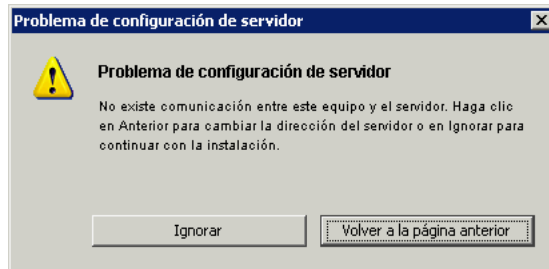 Problema de configuración de servidor
Problema de configuración de servidor
No existe comunicación entre este equipo y el servidor. Haga clic
en Anterior para cambiar la dirección del servidor o en Ignorar para
continuar con la instalación.
Ignorar
Volver a la página anterior